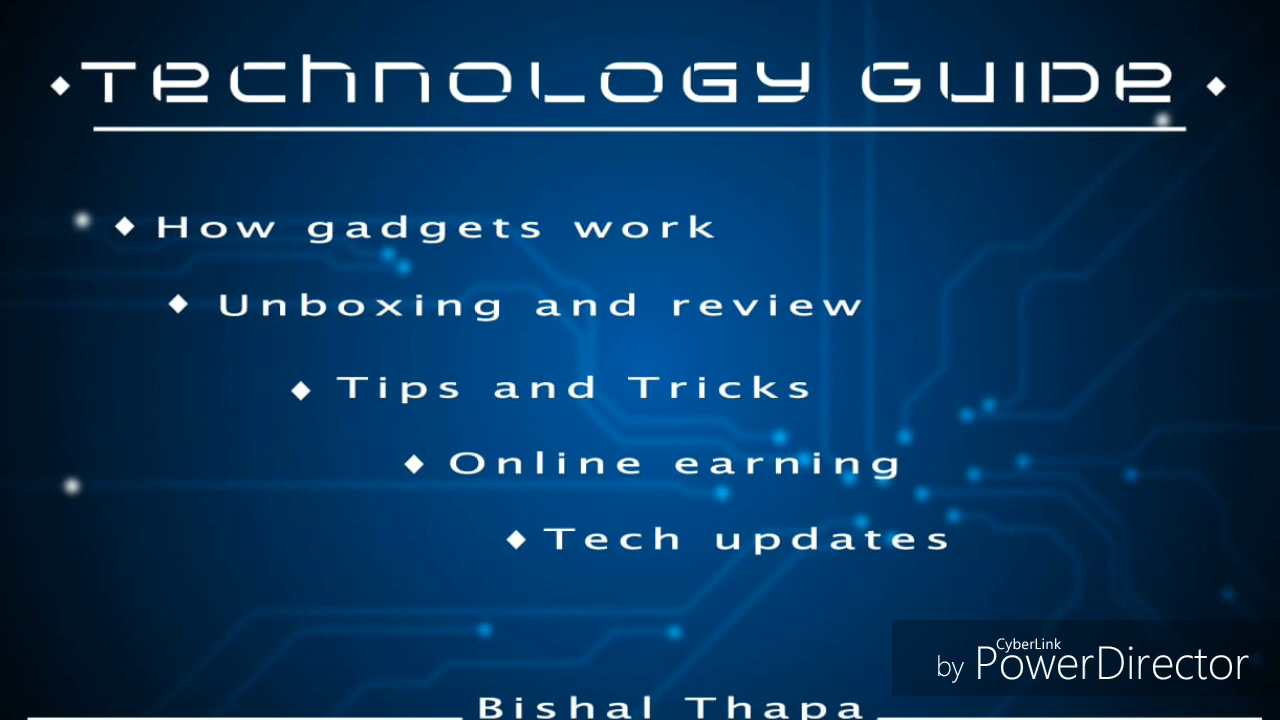 Technology Guide
How gadgets work
Unboxing and review
Tips and Tricks
Online earning
Tech updates
CyberLink
by PowerDirector
Bishal Thapa